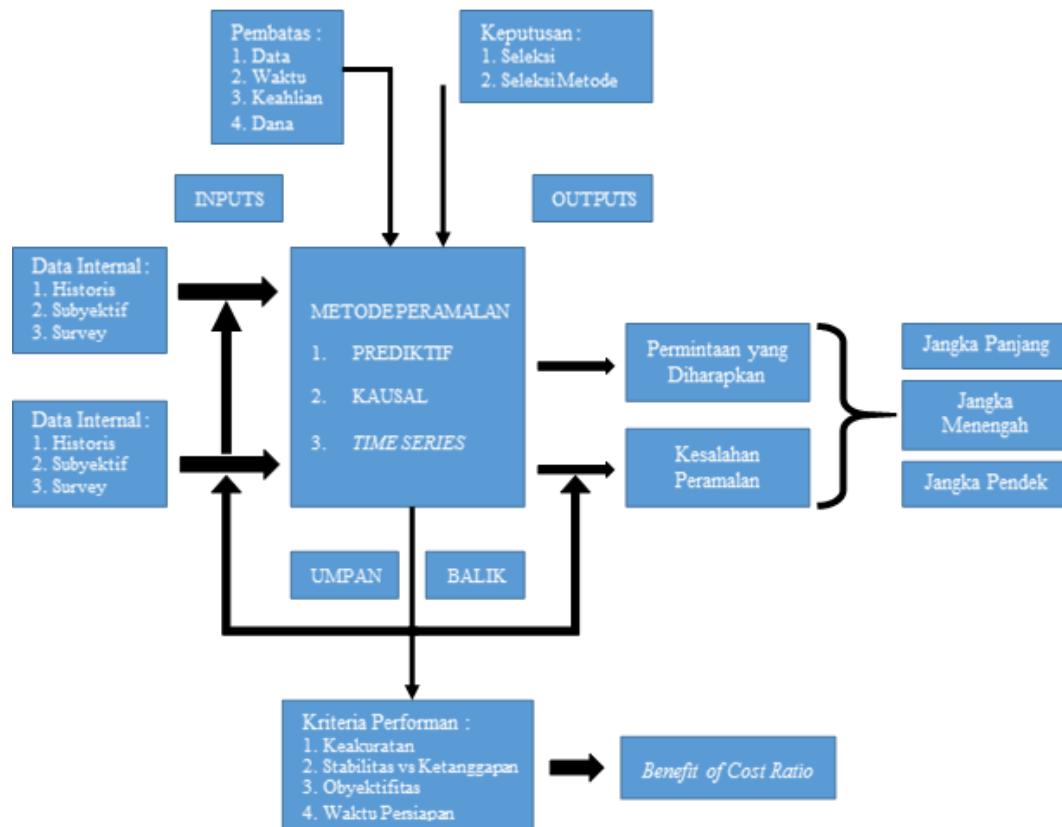 Pembatas :
1. Data
2. Waktu
3. Keahlian
4. Dana
Keputusan :
1. Seleksi
2. Seleksi Metode
INPUTS
OUTPUTS
Data Internal :
1. Historis
2. Subyektif
3. Survey
Data Internal :
1. Historis
2. Subyektif
3. Survey
METODE PERAMALAN
1. PREDIKTIF
2. KAUSAL
3. TIME SERIES
Permintaan yang
Diharapkan
Kesalahan
Peramalan
Jangka Panjang
Jangka
Menengah
Jangka Pendek
UMPAN
BALIK
Kriteria Performan :
1. Keakuratan
2. Stabilitas vs Ketanggapan
3. Obyektifitas
4. Waktu Persiapan
Benefit of Cost Ratio